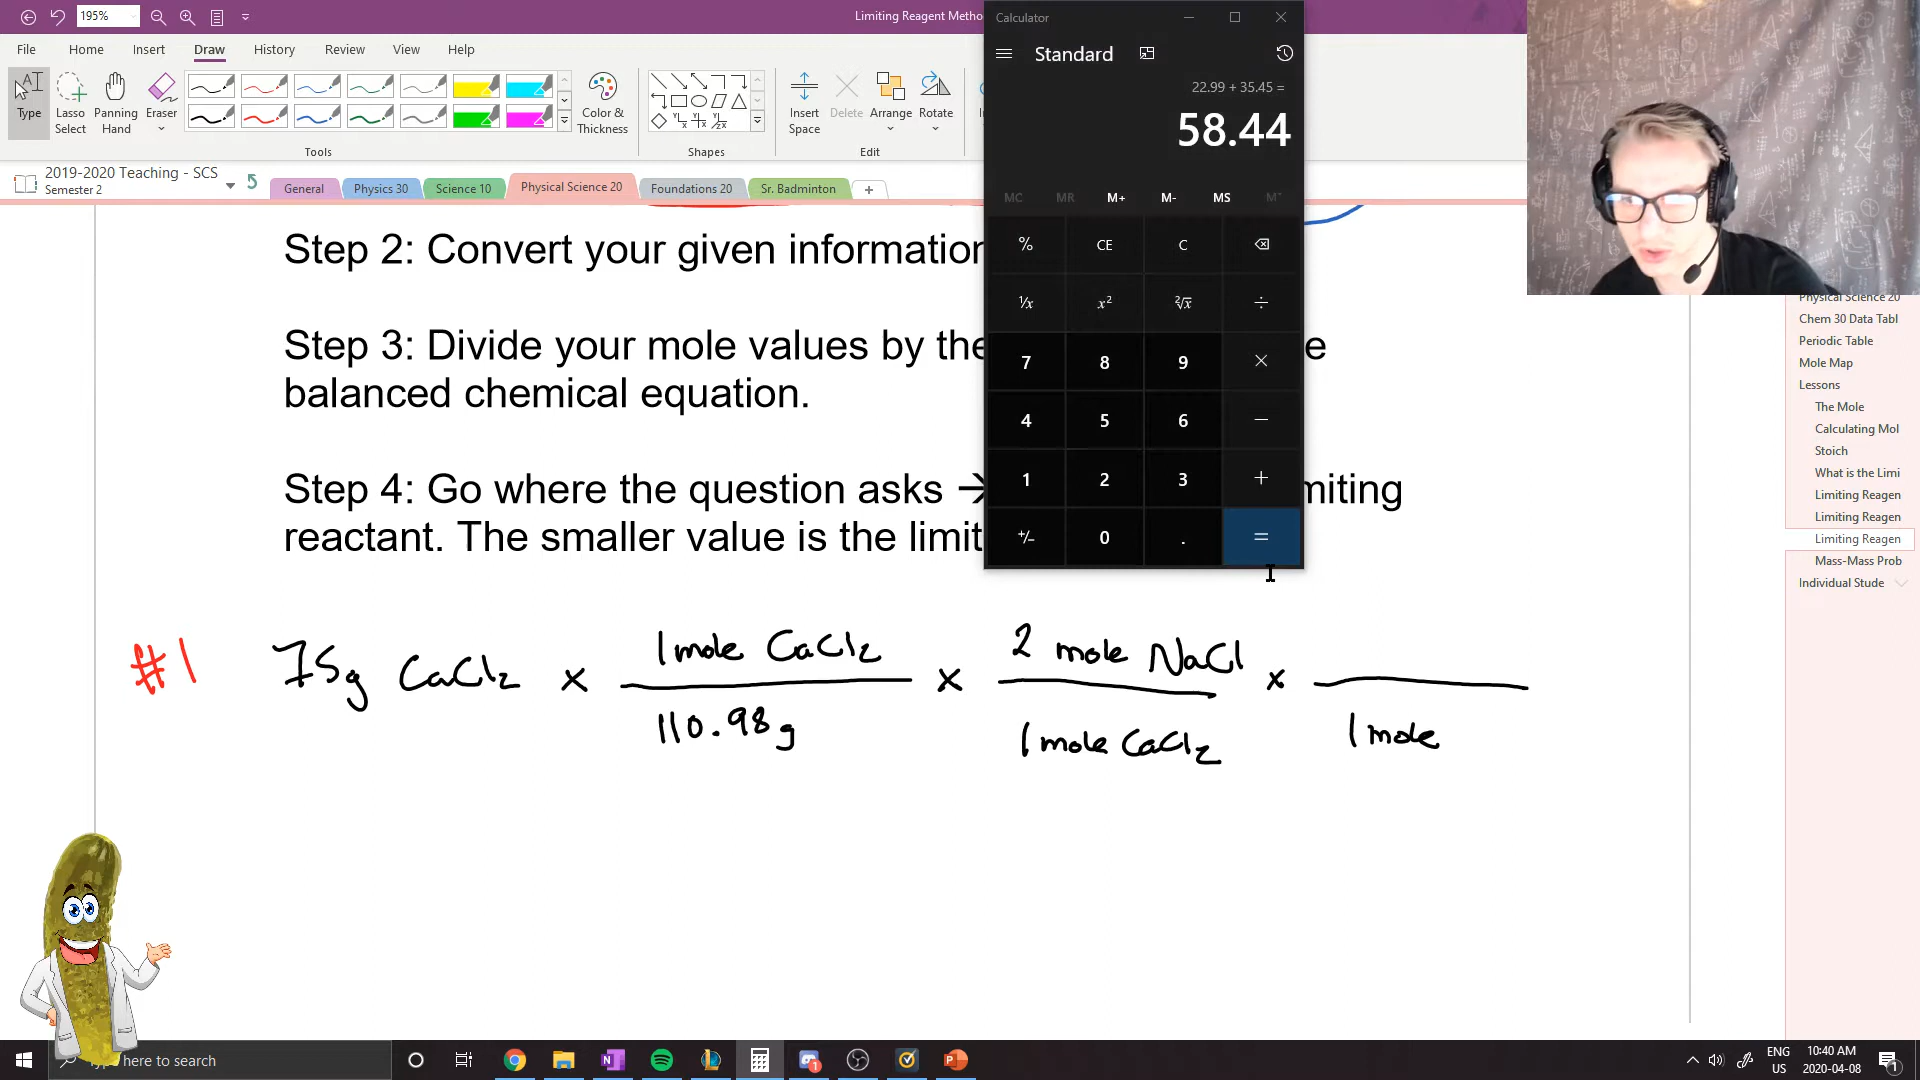 195%
Limiting Reagent Metho
File Home Insert Draw History Review View Help
Type
Lasso Select
Panning Hand
Eraser
Color & Thickness
Insert Space
Delete
Arrange
Rotate
Tools
Shapes
Edit
2019-2020 Teaching - SCS
Semester 2
General
Physics 30
Science 10
Physical Science 20
Foundations 20
Sr. Badminton
+
Calculator
Standard
22.99 + 35.45 =
58.44
MC MR M+ M- MS M˅
% CE C
⅟x x² ²√x ÷
7 8 9 ×
4 5 6 −
1 2 3 +
+/− 0 . =
Step 2: Convert your given information
Step 3: Divide your mole values by the e
balanced chemical equation.
Step 4: Go where the question asks → miting
reactant. The smaller value is the limit
#1 75g CaCl₂ x 1 mole CaCl₂ / 110.98g x 2 mole NaCl / 1 mole CaCl₂ x / 1 mole
Physical Science 20
Chem 30 Data Tabl
Periodic Table
Mole Map
Lessons
The Mole
Calculating Mol
Stoich
What is the Limi
Limiting Reagen
Limiting Reagen
Limiting Reagen
Mass-Mass Prob
Individual Stude
here to search
ENG
US
10:40 AM
2020-04-08